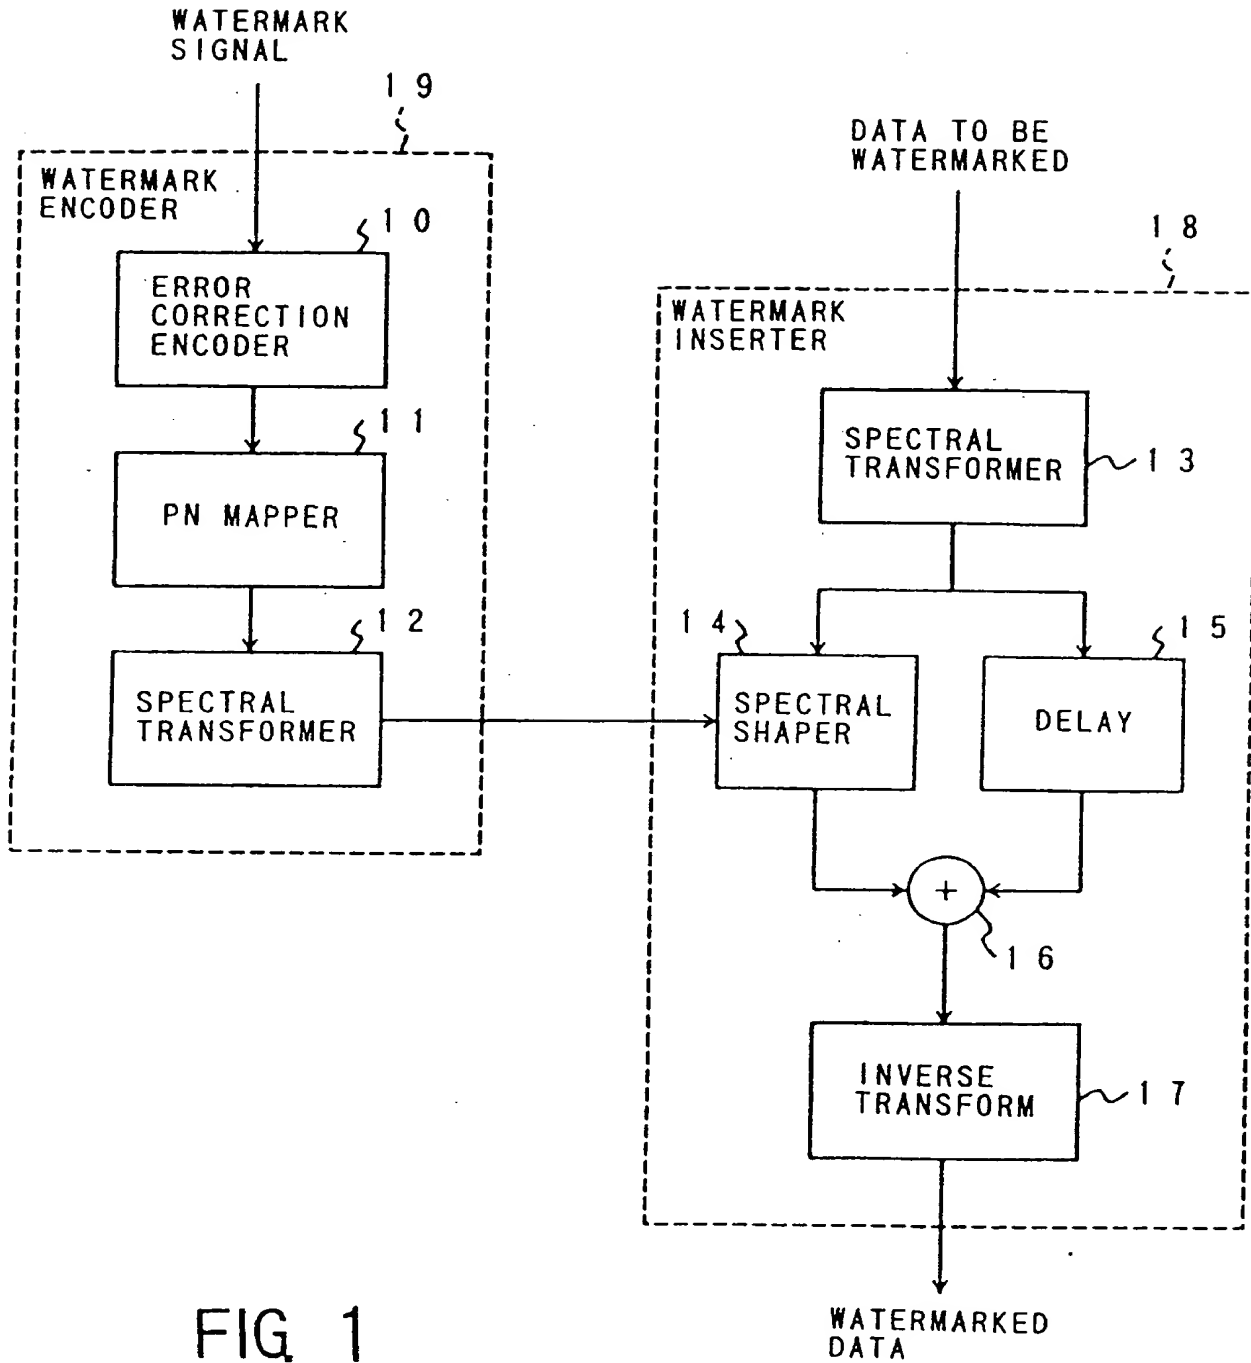 WATERMARK
SIGNAL
19
WATERMARK
ENCODER
10
ERROR
CORRECTION
ENCODER
11
PN MAPPER
12
SPECTRAL
TRANSFORMER
DATA TO BE
WATERMARKED
18
WATERMARK
INSERTER
SPECTRAL
TRANSFORMER
13
14
SPECTRAL
SHAPER
15
DELAY
+
16
INVERSE
TRANSFORM
17
WATERMARKED
DATA
FIG. 1